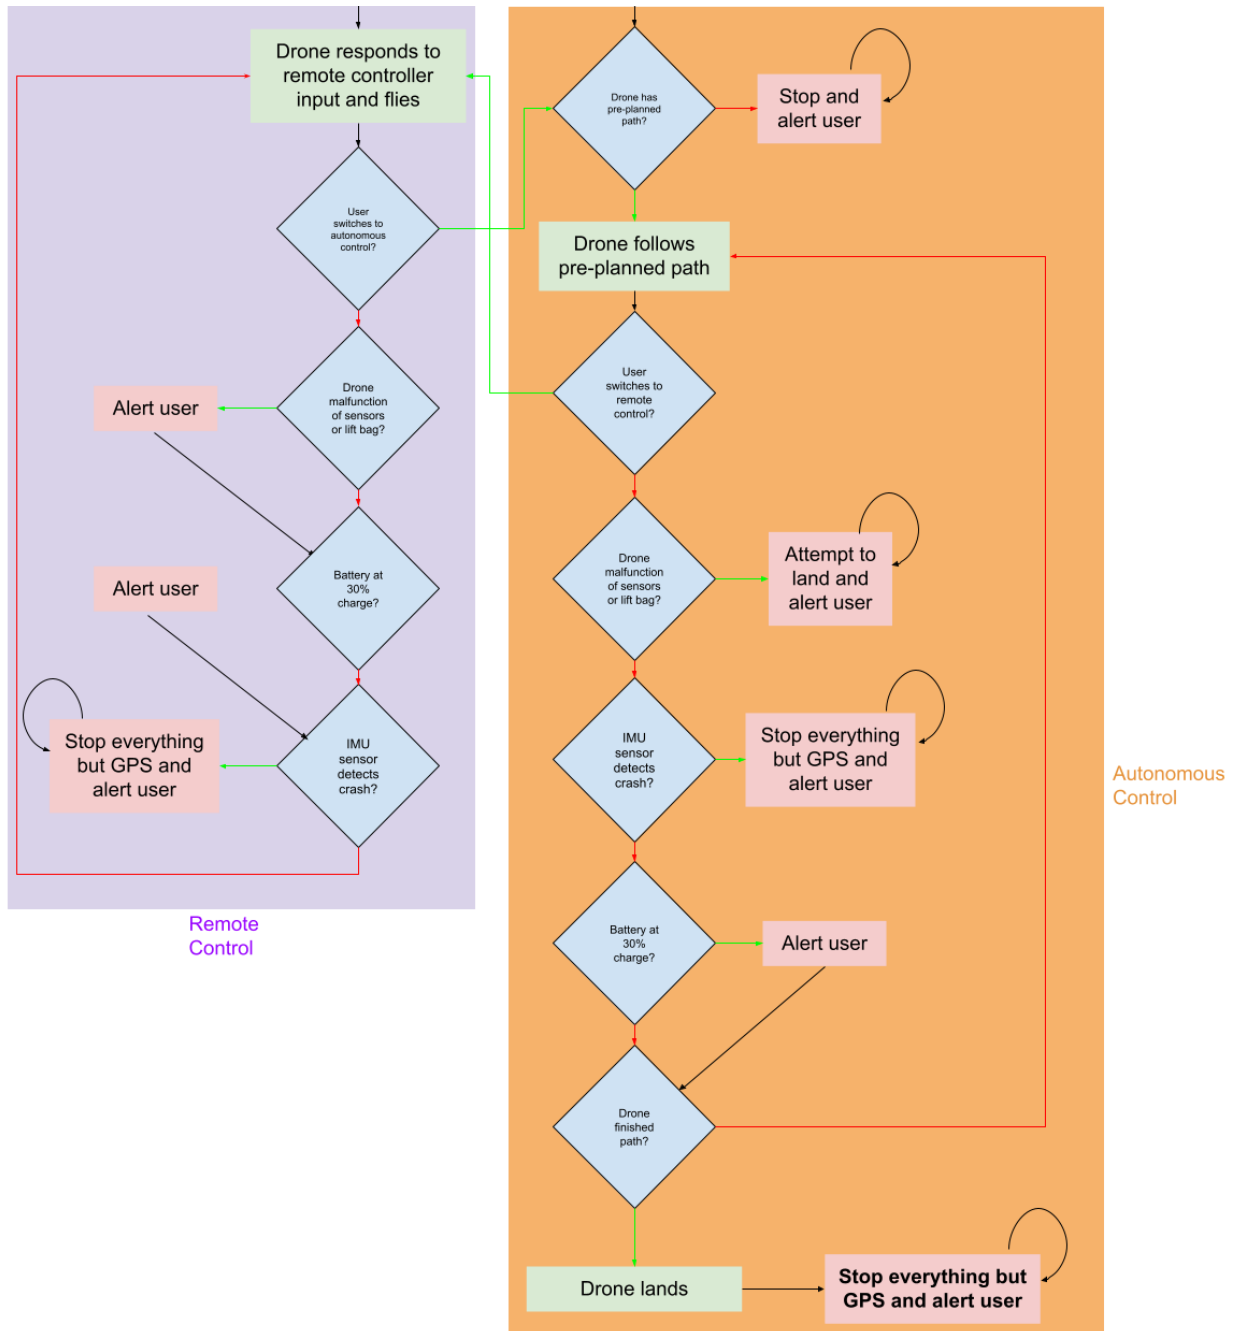 Drone responds to
remote controller
input and flies
User
switches to
autonomous
control?
Drone
malfunction
of sensors
or lift bag?
Alert user
Battery at
30%
charge?
Alert user
IMU
sensor
detects
crash?
Stop everything
but GPS and
alert user
Remote
Control
Drone has
pre-planned
path?
Stop and
alert user
Drone follows
pre-planned path
User
switches to
remote
control?
Drone
malfunction
of sensors
or lift bag?
Attempt to
land and
alert user
IMU
sensor
detects
crash?
Stop everything
but GPS and
alert user
Battery at
30%
charge?
Alert user
Drone
finished
path?
Drone lands
Stop everything but
GPS and alert user
Autonomous
Control